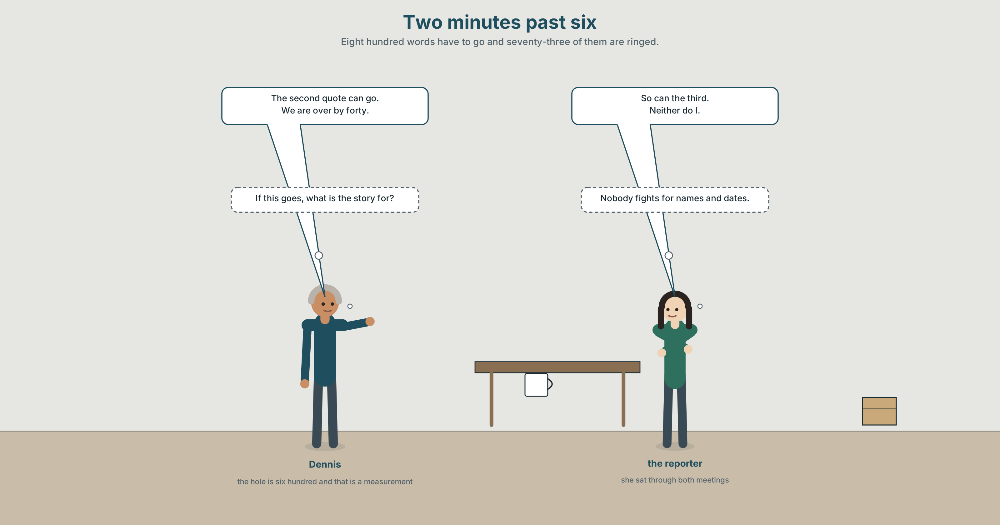 Two minutes past six
Eight hundred words have to go and seventy-three of them are ringed.
The second quote can go.
We are over by forty.
So can the third.
Neither do I.
If this goes, what is the story for?
Nobody fights for names and dates.
Dennis
the hole is six hundred and that is a measurement
the reporter
she sat through both meetings